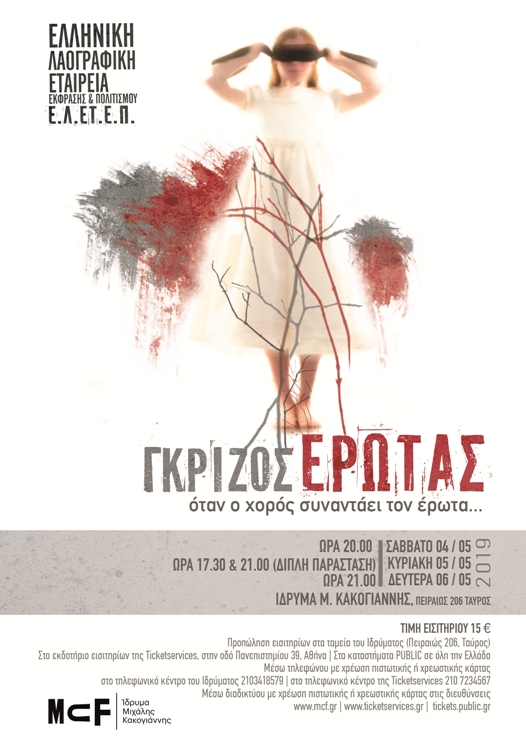 ΕΛΛΗΝΙΚΗ
ΛΑΟΓΡΑΦΙΚΗ
ΕΤΑΙΡΕΙΑ
ΕΚΦΡΑΣΗΣ & ΠΟΛΙΤΙΣΜΟΥ
Ε.Λ.ΕΤ.Ε.Π.
ΓΚΡΙΖΟΣ ΕΡΩΤΑΣ
όταν ο χορός συναντάει τον έρωτα...
ΩΡΑ 20.00 | ΣΑΒΒΑΤΟ 04 / 05
ΩΡΑ 17.30 & 21.00 (ΔΙΠΛΗ ΠΑΡΑΣΤΑΣΗ) | ΚΥΡΙΑΚΗ 05 / 05
ΩΡΑ 21.00 | ΔΕΥΤΕΡΑ 06 / 05
2019
ΙΔΡΥΜΑ Μ. ΚΑΚΟΓΙΑΝΝΗΣ, ΠΕΙΡΑΙΩΣ 206 ΤΑΥΡΟΣ
ΤΙΜΗ ΕΙΣΙΤΗΡΙΟΥ 15 €
Προπώληση εισιτηρίων στα ταμεία του Ιδρύματος (Πειραιώς 206, Ταύρος)
Στο εκδοτήριο εισιτηρίων της Ticketservices, στην οδό Πανεπιστημίου 39, Αθήνα | Στα καταστήματα PUBLIC σε όλη την Ελλάδα
Μέσω τηλεφώνου με χρέωση πιστωτικής ή χρεωστικής κάρτας
στο τηλεφωνικό κέντρο του Ιδρύματος 2103418579 | στο τηλεφωνικό κέντρο της Ticketservices 210 7234567
Μέσω διαδικτύου με χρέωση πιστωτικής ή χρεωστικής κάρτας στις διευθύνσεις
www.mcf.gr | www.ticketservices.gr | tickets.public.gr
MCF
Ίδρυμα
Μιχάλης
Κακογιάννης